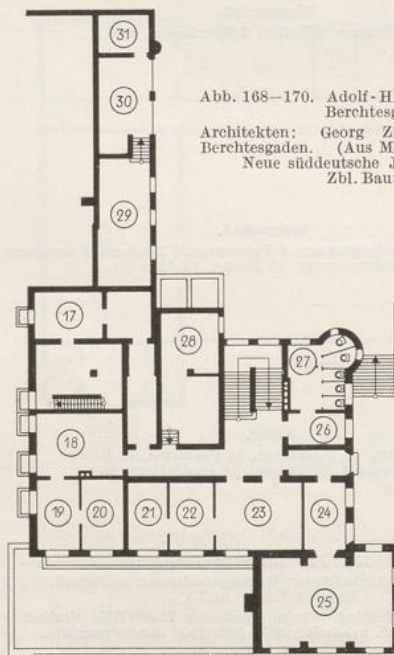 31
30
Abb. 168—170. Adolf-H
Berchtesg
Architekten: Georg Z
Berchtesgaden. (Aus M
Neue süddeutsche J
Zbl. Bau
29
17
28
27
18
26
19
20
21
22
23
24
25